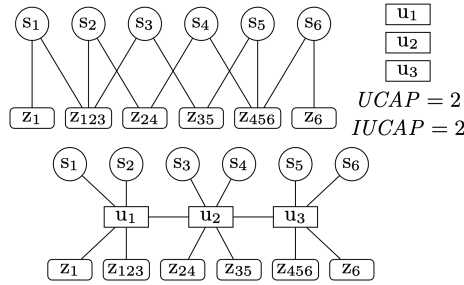 s1 s2 s3 s4 s5 s6 u1
u2
u3
z1 z123 z24 z35 z456 z6
UCAP = 2
IUCAP = 2
s1 s2 s3 s4 s5 s6
u1 u2 u3
z1 z123 z24 z35 z456 z6